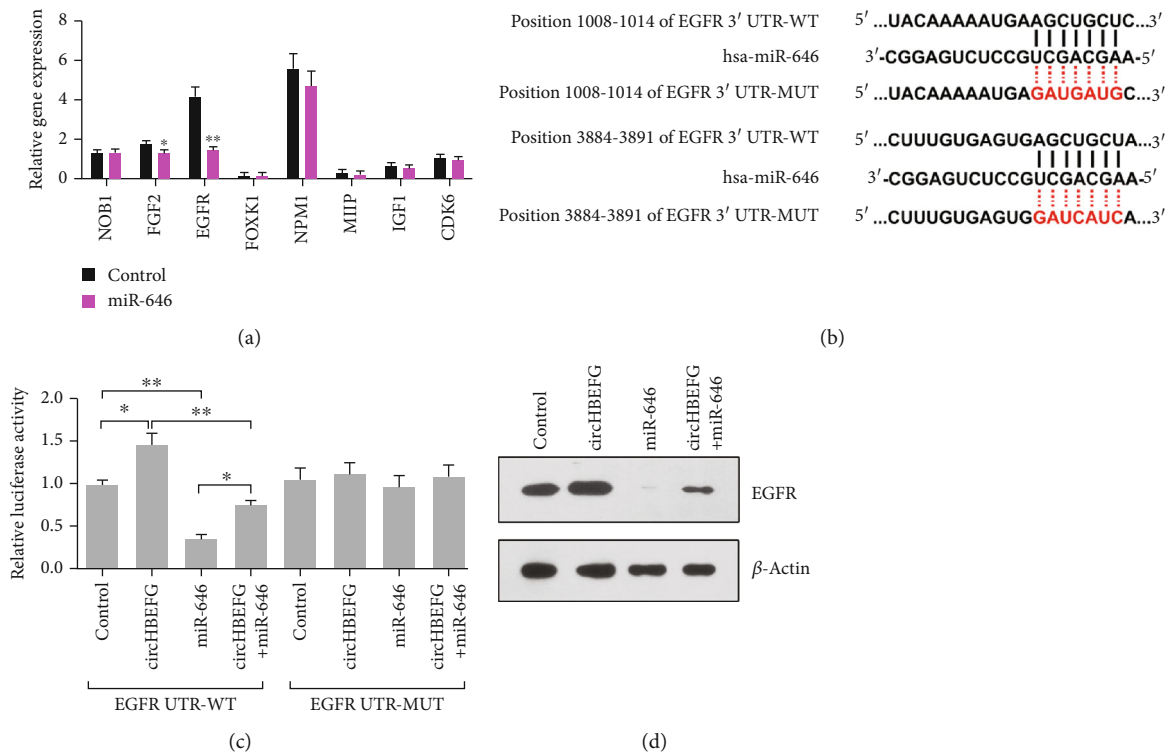 Relative gene expression
8
6
4
2
0
*
**
NOB1
FGF2
EGFR
FOXK1
NPM1
MIIP
IGF1
CDK6
Control
miR-646
(a)
Position 1008-1014 of EGFR 3′ UTR-WT 5′ ...UACAAAAAUGAAGCUGCUC...3′
hsa-miR-646 3′-CGGAGUCUCCGUCGACGAA-5′
Position 1008-1014 of EGFR 3′ UTR-MUT 5′ ...UACAAAAAUGAGAUGAUGC...3′
Position 3884-3891 of EGFR 3′ UTR-WT 5′ ...CUUUGUGAGUGAGCUGCUA...3′
hsa-miR-646 3′-CGGAGUCUCCGUCGACGAA-5′
Position 3884-3891 of EGFR 3′ UTR-MUT 5′ ...CUUUGUGAGUGGAUCAUCA...3′
(b)
Relative luciferase activity
2.0
1.5
1.0
0.5
0.0
**
*
**
*
Control
circHBEFG
miR-646
circHBEFG
+miR-646
Control
circHBEFG
miR-646
circHBEFG
+miR-646
EGFR UTR-WT
EGFR UTR-MUT
(c)
Control
circHBEFG
miR-646
circHBEFG
+miR-646
EGFR
β-Actin
(d)